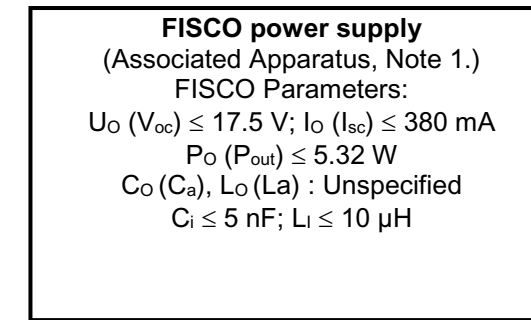 FISCO power supply
(Associated Apparatus, Note 1.)
FISCO Parameters:
UO (Voc) ≤ 17.5 V; IO (Isc) ≤ 380 mA
PO (Pout) ≤ 5.32 W
CO (Ca), LO (La) : Unspecified
Ci ≤ 5 nF; LI ≤ 10 µH